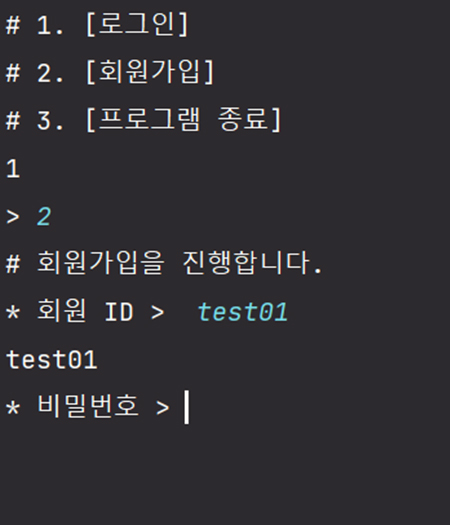 # 1. [로그인]
# 2. [회원가입]
# 3. [프로그램 종료]
1
> 2
# 회원가입을 진행합니다.
* 회원 ID >  test01
test01
* 비밀번호 >